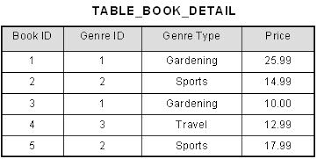 TABLE_BOOK_DETAIL
Book ID Genre ID Genre Type Price
1 1 Gardening 25.99
2 2 Sports 14.99
3 1 Gardening 10.00
4 3 Travel 12.99
5 2 Sports 17.99